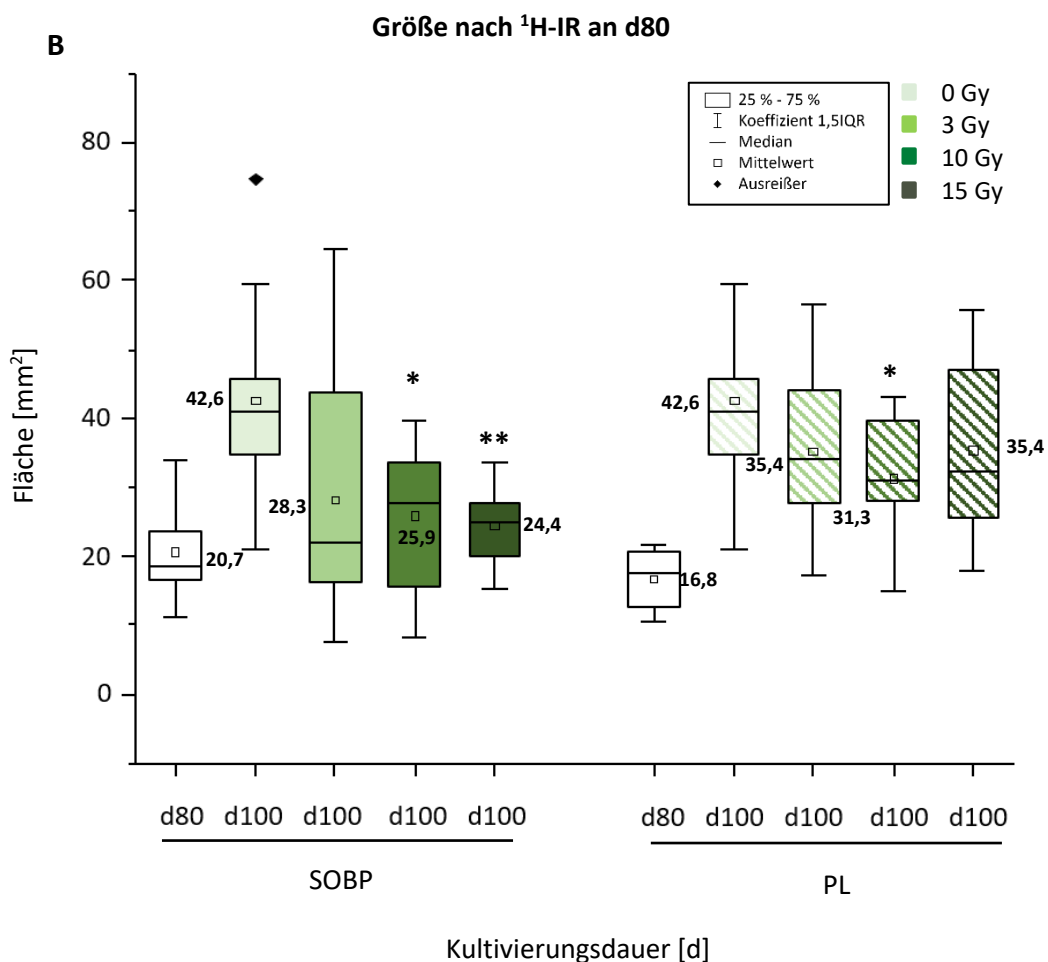 Größe nach ¹H-IR an d80
B
25 % - 75 %
Koeffizient 1,5IQR
Median
Mittelwert
Ausreißer
0 Gy
3 Gy
10 Gy
15 Gy
Fläche [mm²]
80
60
40
20
0
20,7
42,6
28,3
*
25,9
**
24,4
16,8
42,6
35,4
*
31,3
35,4
d80 d100 d100 d100 d100 d80 d100 d100 d100 d100
SOBP PL
Kultivierungsdauer [d]